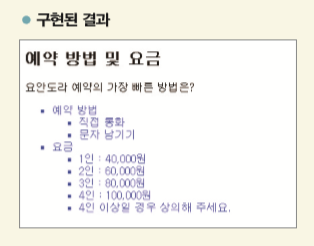 구현된 결과
예약 방법 및 요금
요안도라 예약의 가장 빠른 방법은?
예약 방법
직접 통화
문자 남기기
요금
1인 : 40,000원
2인 : 60,000원
3인 : 80,000원
4인 : 100,000원
4인 이상일 경우 상의해 주세요.